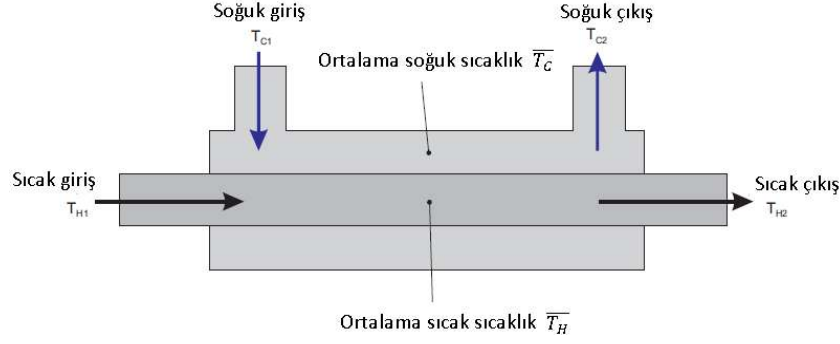 Soğuk giriş
T_C1
Soğuk çıkış
T_C2
Ortalama soğuk sıcaklık T̅_C̅
Sıcak giriş
T_H1
Sıcak çıkış
T_H2
Ortalama sıcak sıcaklık T̅_H̅